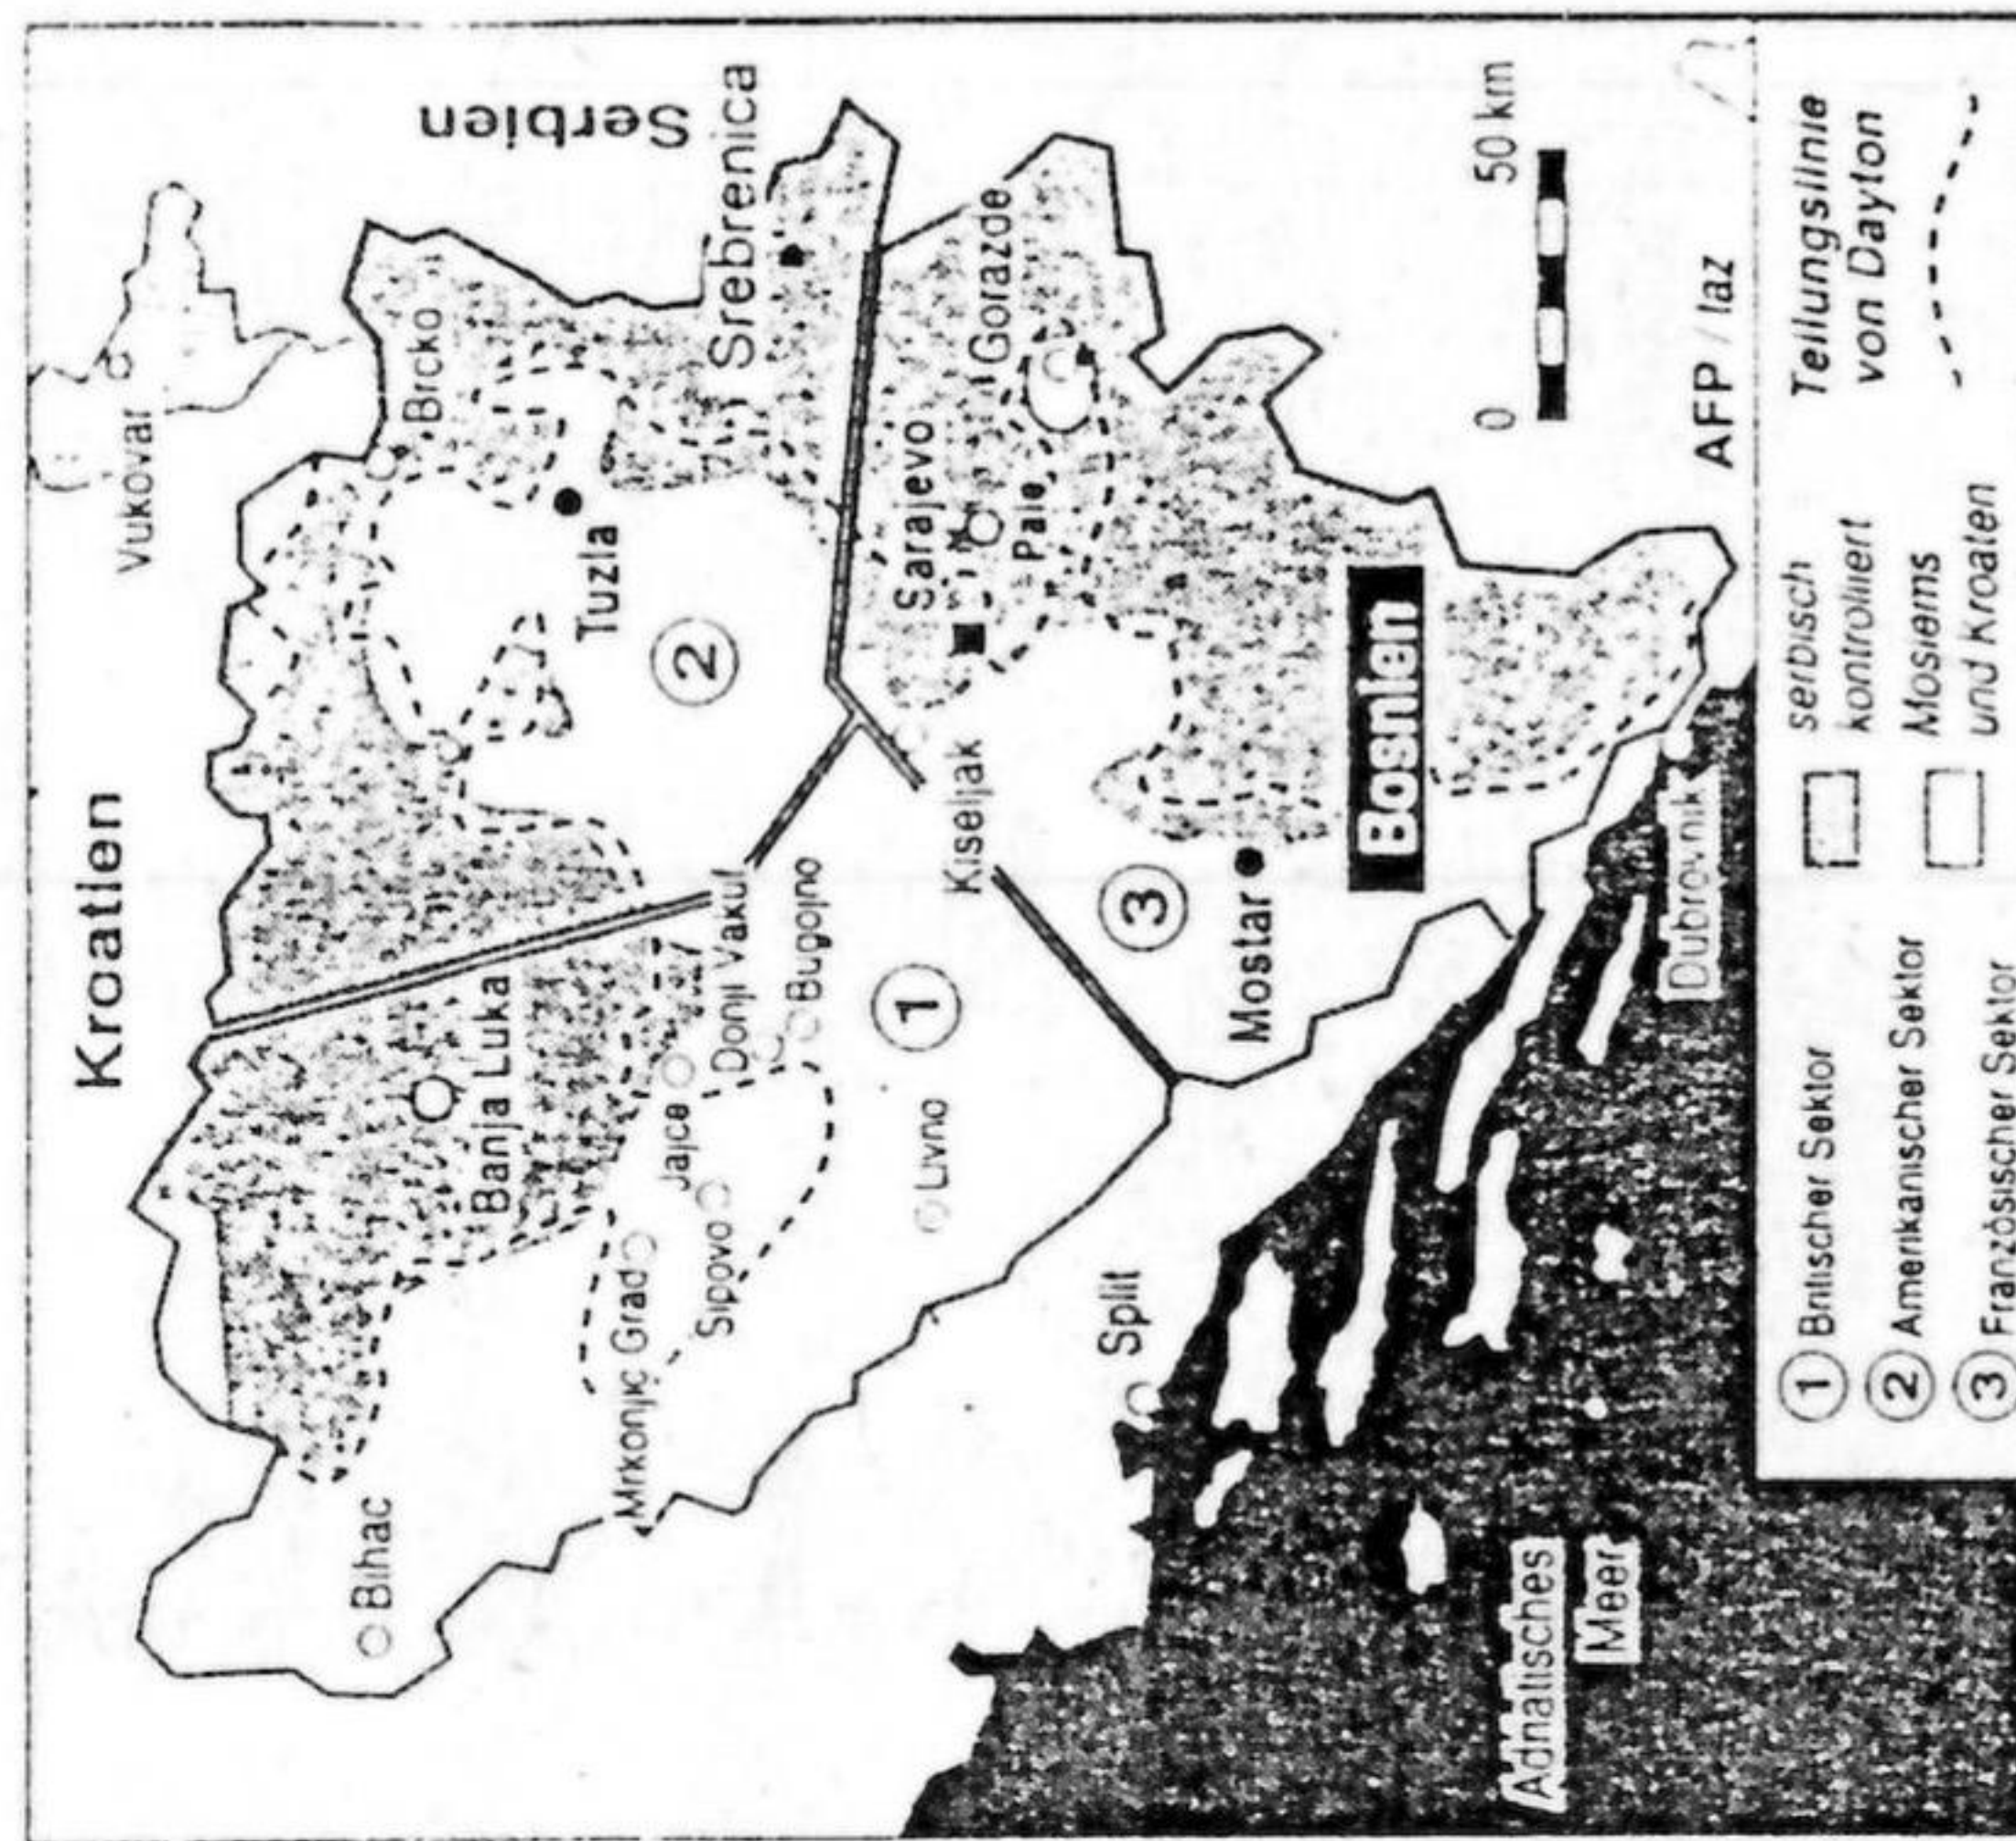 Kroatien
Serbien
Vukovar
Brcko
Srebrenica
Tuzla
Banja Luka
Bihac
Mrkonjic Grad
Jajce
Sipovo
Donji Vakuf
Bugojno
Livno
Kiseljak
Sarajevo
Gorazde
Pale
Mostar
Bosnien
Split
Dubrovnik
Adriatisches
Meer
1
2
3
0 50 km
AFP / taz
1 Britischer Sektor
2 Amerikanischer Sektor
3 Französischer Sektor
serbisch
kontrolliert
Moslems
und Kroaten
Teilungslinie
von Dayton